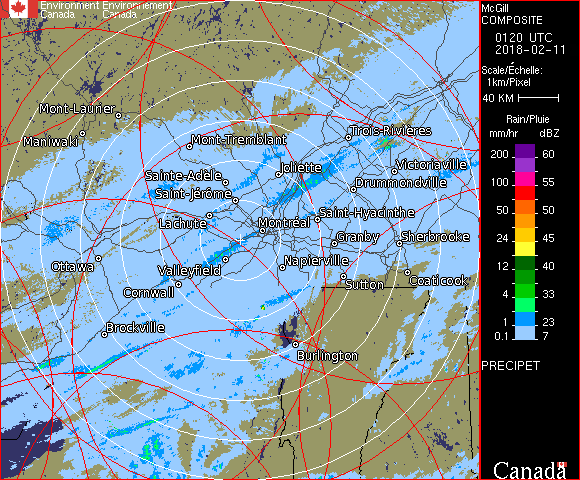 Environment Environnement
Canada Canada
McGill
COMPOSITE
0120 UTC
2018-02-11
Scale/Échelle:
1km/Pixel
40 KM
Rain/Pluie
mm/hr dBZ
200 60
100 55
50 50
24 45
12 40
4 33
1 23
0.1 7
PRECIPET
Canada
Mont-Laurier
Maniwaki
Mont-Tremblant
Trois-Rivières
Joliette
Victoriaville
Sainte-Adèle
Drummondville
Saint-Jérôme
Lachute
Saint-Hyacinthe
Montréal
Granby
Sherbrooke
Ottawa
Valleyfield
Napierville
Cornwall
Sutton
Coaticook
Brockville
Burlington